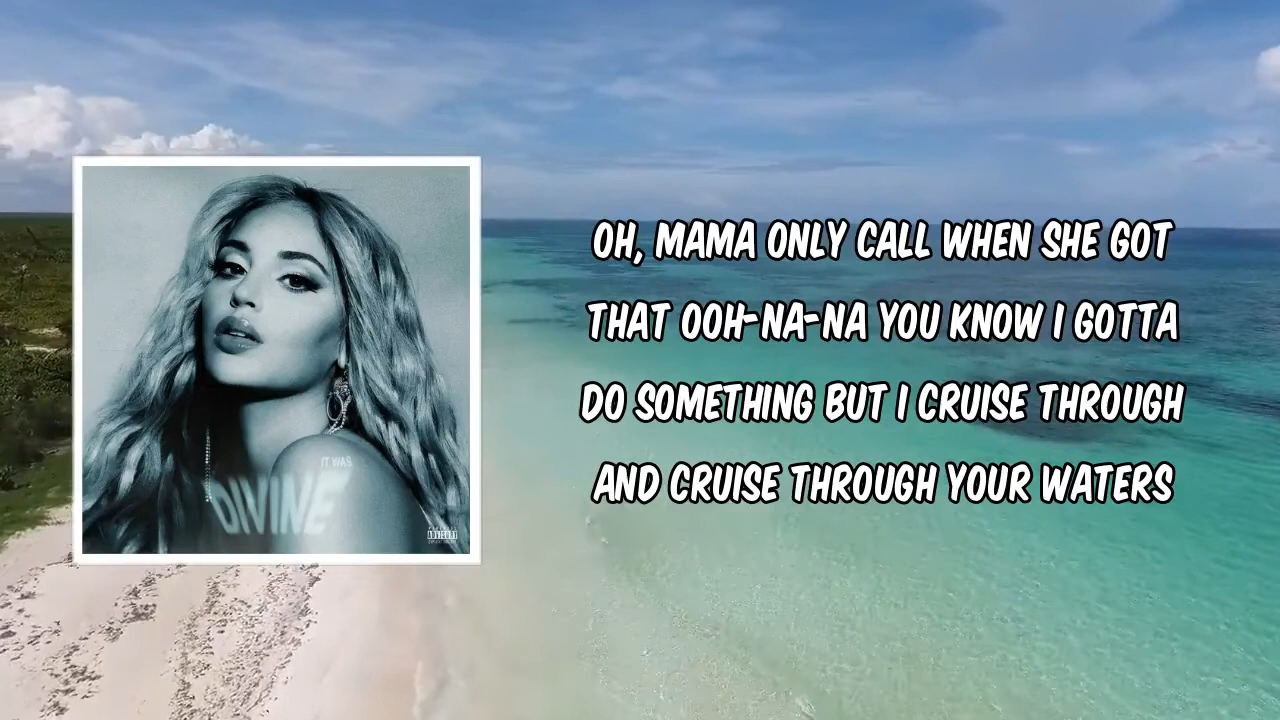 IT WAS
DIVINE
ADVISORY
OH, MAMA ONLY CALL WHEN SHE GOT
THAT OOH-NA-NA YOU KNOW I GOTTA
DO SOMETHING BUT I CRUISE THROUGH
AND CRUISE THROUGH YOUR WATERS